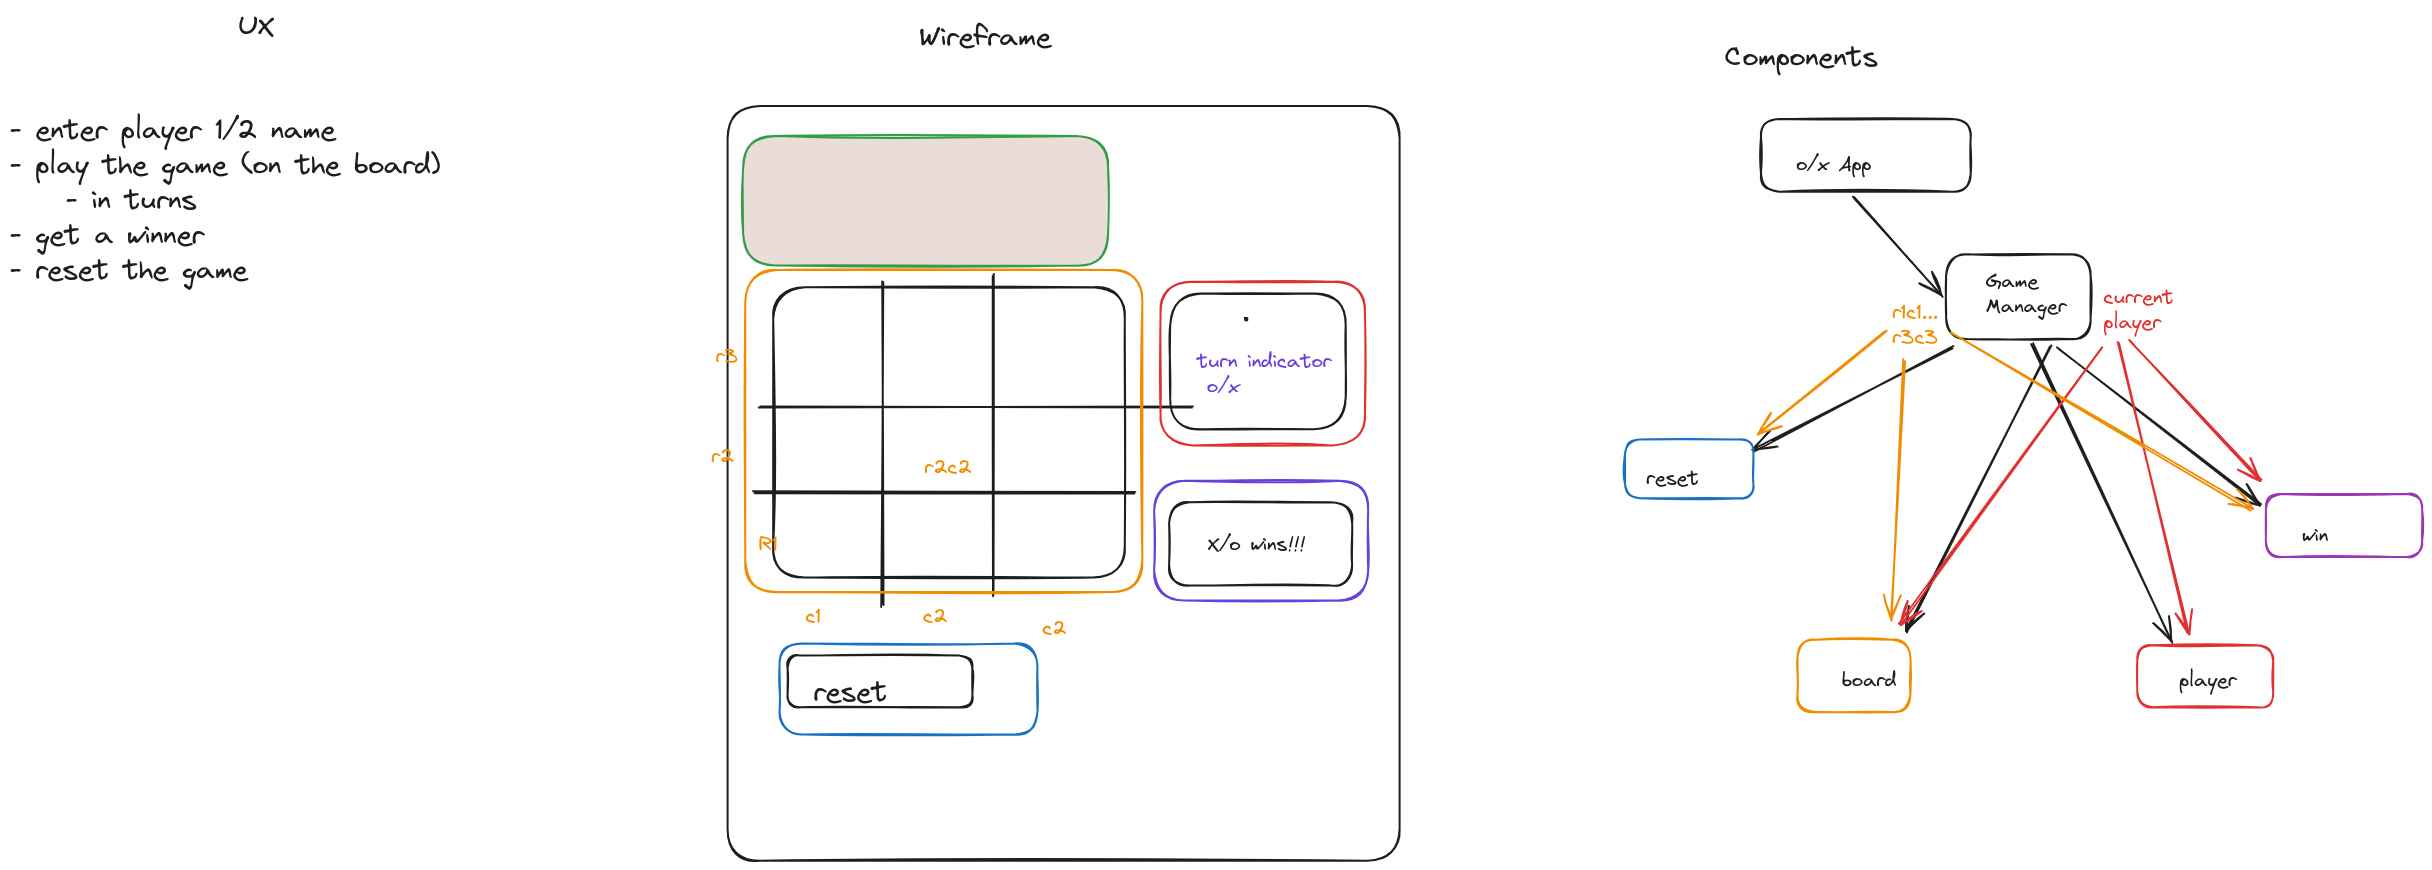 UX
- enter player 1/2 name
- play the game (on the board)
- in turns
- get a winner
- reset the game
Wireframe
r3
r2
R1
r2c2
c1
c2
c2
turn indicator
o/x
X/o wins!!!
reset
Components
o/x App
Game
Manager
r1c1...
r3c3
current
player
reset
win
board
player